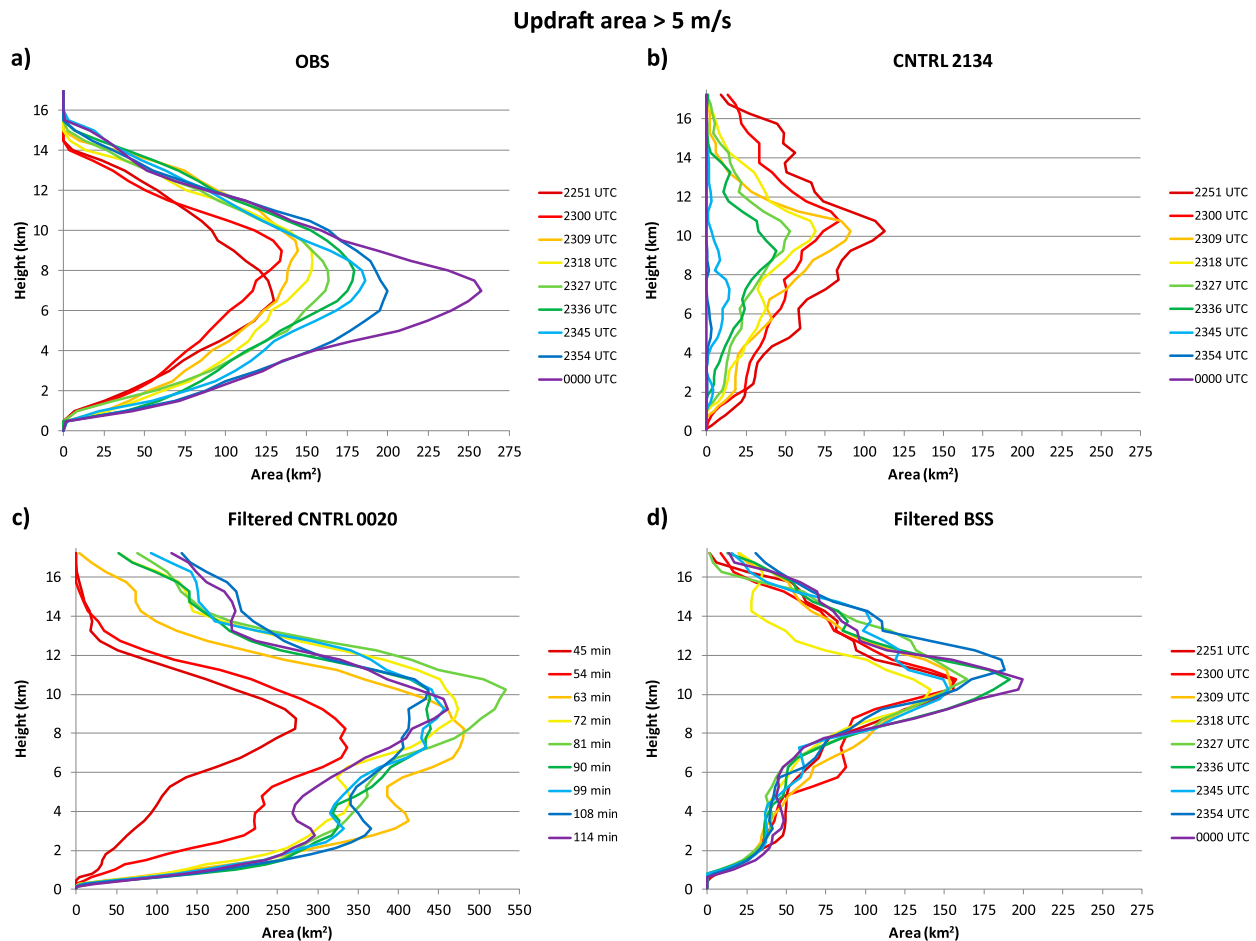 Updraft area > 5 m/s
a)
OBS
Height (km)
16
14
12
10
8
6
4
2
0
0 25 50 75 100 125 150 175 200 225 250 275
Area (km²)
2251 UTC
2300 UTC
2309 UTC
2318 UTC
2327 UTC
2336 UTC
2345 UTC
2354 UTC
0000 UTC
b)
CNTRL 2134
Height (km)
16
14
12
10
8
6
4
2
0
0 25 50 75 100 125 150 175 200 225 250 275
Area (km²)
2251 UTC
2300 UTC
2309 UTC
2318 UTC
2327 UTC
2336 UTC
2345 UTC
2354 UTC
0000 UTC
c)
Filtered CNTRL 0020
Height (km)
16
14
12
10
8
6
4
2
0
0 50 100 150 200 250 300 350 400 450 500 550
Area (km²)
45 min
54 min
63 min
72 min
81 min
90 min
99 min
108 min
114 min
d)
Filtered BSS
Height (km)
16
14
12
10
8
6
4
2
0
0 25 50 75 100 125 150 175 200 225 250 275
Area (km²)
2251 UTC
2300 UTC
2309 UTC
2318 UTC
2327 UTC
2336 UTC
2345 UTC
2354 UTC
0000 UTC